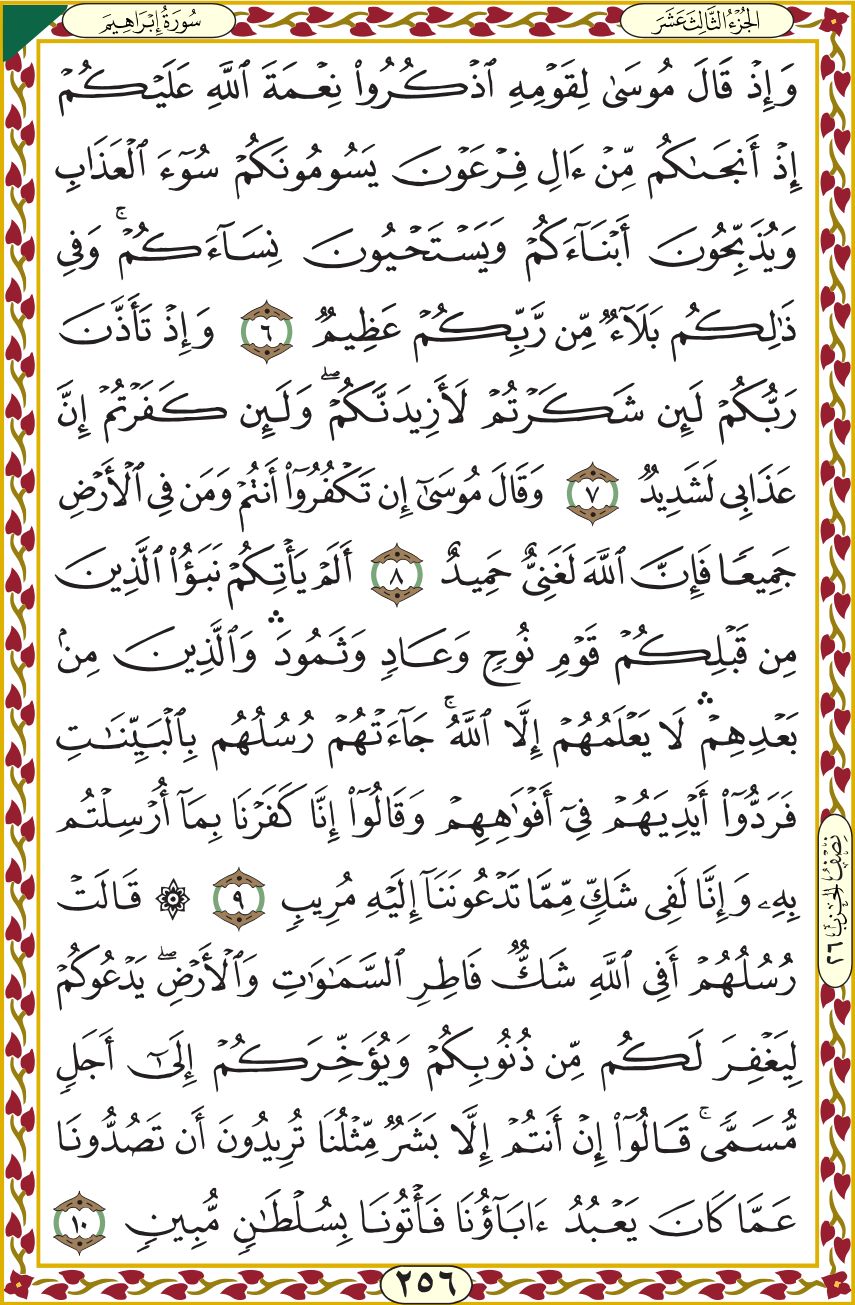 الجُزْءُ الثَّالِثَ عَشَرَ
سُورَةُ إِبْرَاهِيمَ
وَإِذْ قَالَ مُوسَىٰ لِقَوْمِهِ ٱذْكُرُوا۟ نِعْمَةَ ٱللَّهِ عَلَيْكُمْ
إِذْ أَنجَىٰكُم مِّنْ ءَالِ فِرْعَوْنَ يَسُومُونَكُمْ سُوٓءَ ٱلْعَذَابِ
وَيُذَبِّحُونَ أَبْنَآءَكُمْ وَيَسْتَحْيُونَ نِسَآءَكُمْ ۚ وَفِى
ذَٰلِكُم بَلَآءٌ مِّن رَّبِّكُمْ عَظِيمٌ ٦ وَإِذْ تَأَذَّنَ
رَبُّكُمْ لَئِن شَكَرْتُمْ لَأَزِيدَنَّكُمْ ۖ وَلَئِن كَفَرْتُمْ إِنَّ
عَذَابِى لَشَدِيدٌ ٧ وَقَالَ مُوسَىٰٓ إِن تَكْفُرُوٓا۟ أَنتُمْ وَمَن فِى ٱلْأَرْضِ
جَمِيعًا فَإِنَّ ٱللَّهَ لَغَنِىٌّ حَمِيدٌ ٨ أَلَمْ يَأْتِكُمْ نَبَؤُا۟ ٱلَّذِينَ
مِن قَبْلِكُمْ قَوْمِ نُوحٍ وَعَادٍ وَثَمُودَ ۛ وَٱلَّذِينَ مِنۢ
بَعْدِهِمْ ۛ لَا يَعْلَمُهُمْ إِلَّا ٱللَّهُ ۚ جَآءَتْهُمْ رُسُلُهُم بِٱلْبَيِّنَٰتِ
فَرَدُّوٓا۟ أَيْدِيَهُمْ فِىٓ أَفْوَٰهِهِمْ وَقَالُوٓا۟ إِنَّا كَفَرْنَا بِمَآ أُرْسِلْتُم
بِهِۦ وَإِنَّا لَفِى شَكٍّ مِّمَّا تَدْعُونَنَآ إِلَيْهِ مُرِيبٍ ٩ ۞ قَالَتْ
رُسُلُهُمْ أَفِى ٱللَّهِ شَكٌّ فَاطِرِ ٱلسَّمَٰوَٰتِ وَٱلْأَرْضِ ۖ يَدْعُوكُمْ
لِيَغْفِرَ لَكُم مِّن ذُنُوبِكُمْ وَيُؤَخِّرَكُمْ إِلَىٰٓ أَجَلٍ
مُّسَمًّى ۚ قَالُوٓا۟ إِنْ أَنتُمْ إِلَّا بَشَرٌ مِّثْلُنَا تُرِيدُونَ أَن تَصُدُّونَا
عَمَّا كَانَ يَعْبُدُ ءَابَآؤُنَا فَأْتُونَا بِسُلْطَٰنٍ مُّبِينٍ ١٠
نِصْفُ الحِزْبِ ٢٦
٢٥٦